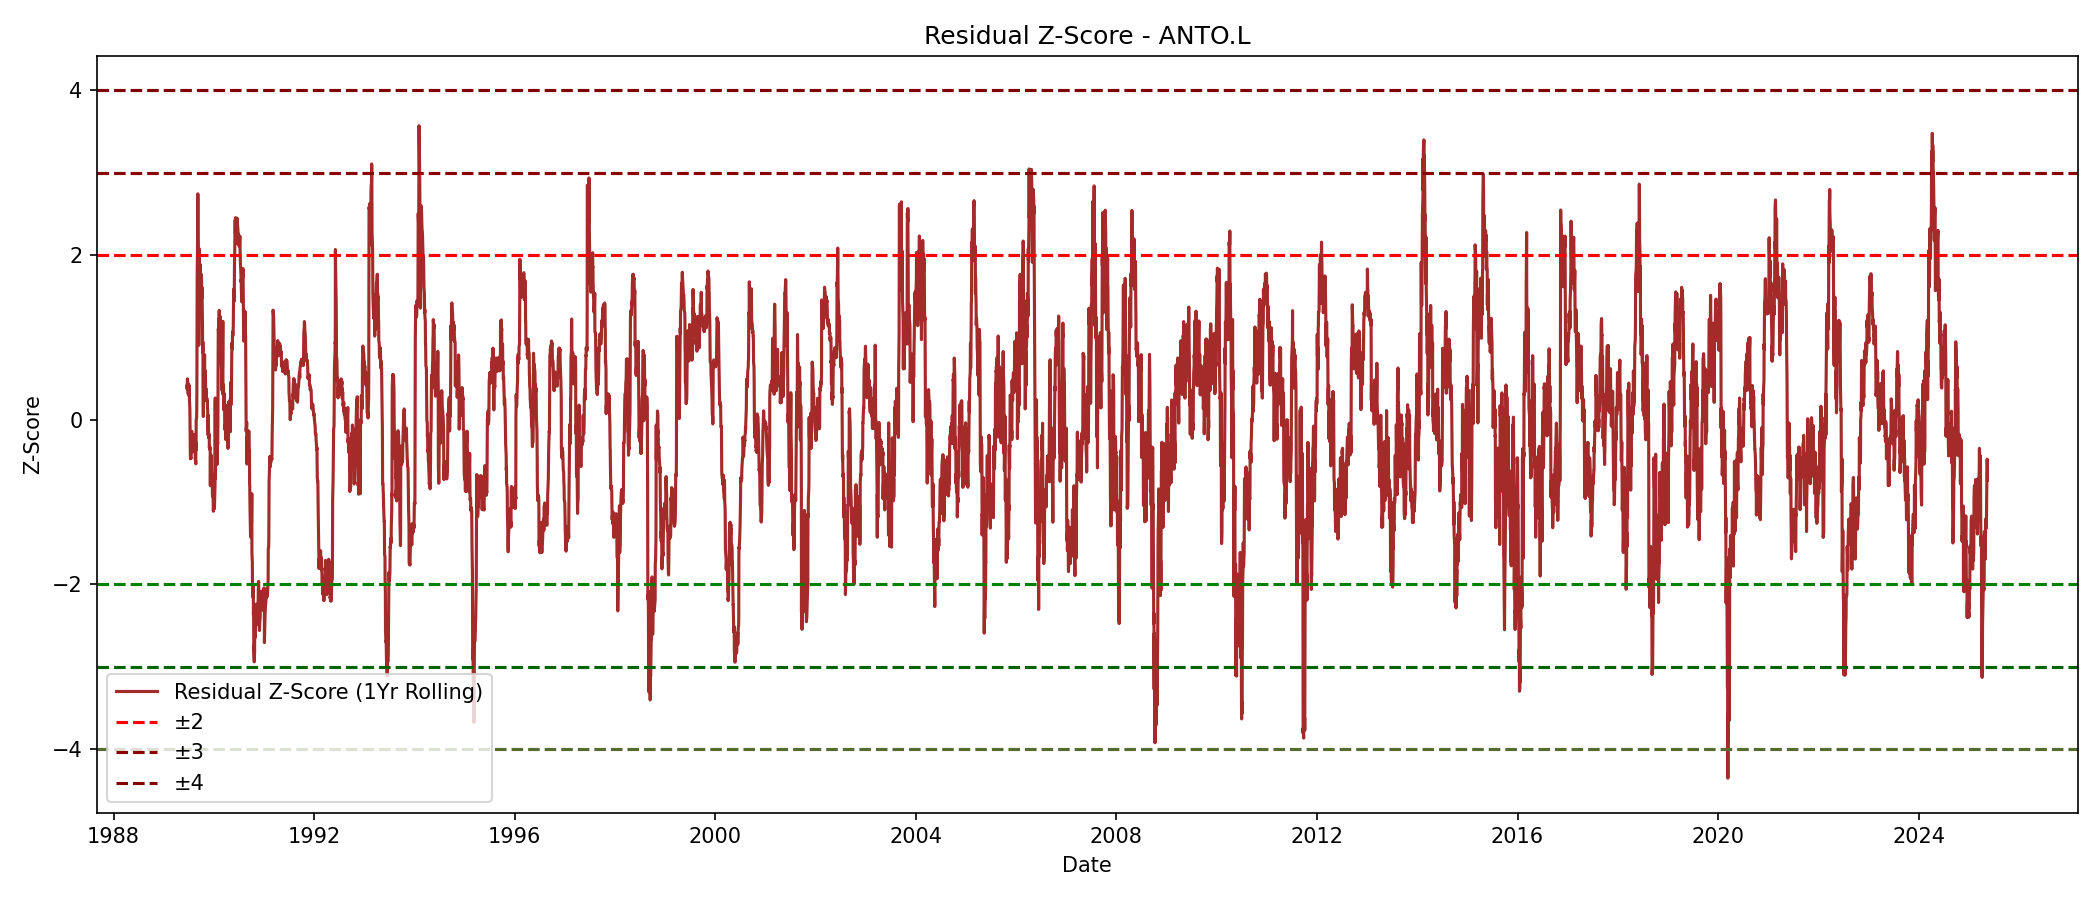 Residual Z-Score - ANTO.L
Z-Score
4
2
0
−2
−4
Residual Z-Score (1Yr Rolling)
±2
±3
±4
1988 1992 1996 2000 2004 2008 2012 2016 2020 2024
Date